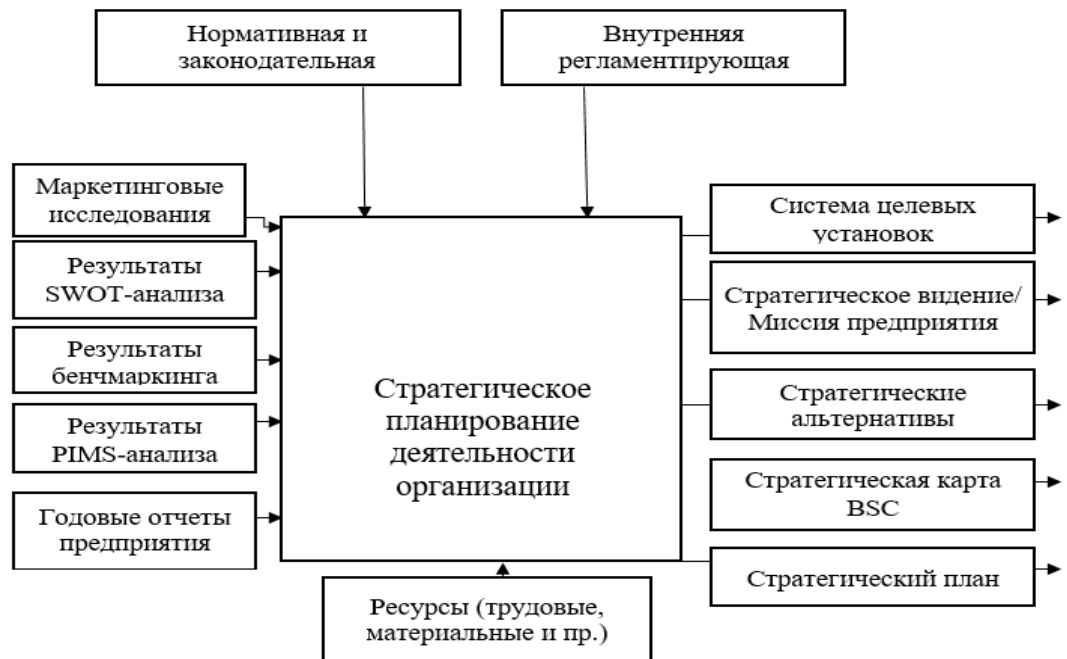 Нормативная и
законодательная
Внутренняя
регламентирующая
Маркетинговые
исследования
Результаты
SWOT-анализа
Результаты
бенчмаркинга
Результаты
PIMS-анализа
Годовые отчеты
предприятия
Стратегическое
планирование
деятельности
организации
Ресурсы (трудовые,
материальные и пр.)
Система целевых
установок
Стратегическое видение/
Миссия предприятия
Стратегические
альтернативы
Стратегическая карта
BSC
Стратегический план